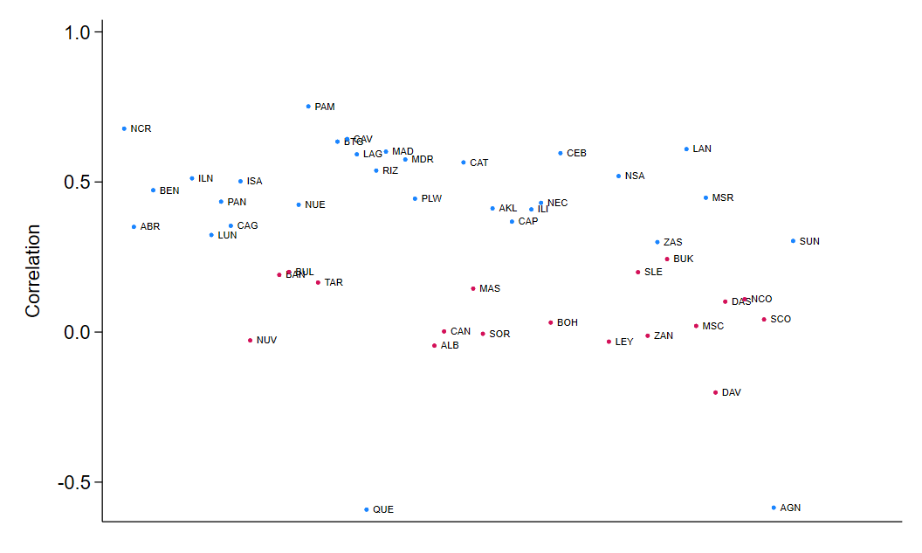 1.0
PAM
NCR
CAV
BTG
LAG
MAD
MDR
CEB
LAN
CAT
RIZ
NSA
ILN
ISA
BEN
PLW
MSR
PAN
NUE
NEC
AKL
ILI
CAP
ABR
CAG
LUN
ZAS
SUN
BUK
BUL
BAN
SLE
TAR
MAS
NCO
DAS
SCO
BOH
MSC
CAN
SOR
ZAN
NUV
LEY
ALB
DAV
QUE
AGN
0.5
0.0
-0.5
Correlation